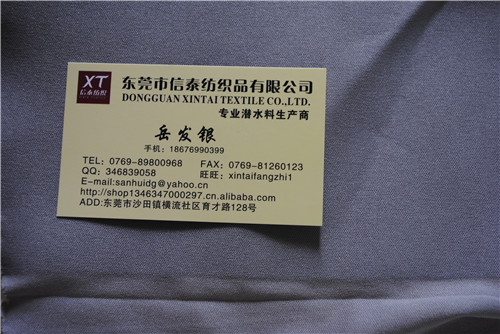 XT
信泰纺织
东莞市信泰纺织品有限公司
DONGGUAN XINTAI TEXTILE CO.,LTD.
专业潜水料生产商
岳发银
手机：18676990399
TEL：0769-89800968 FAX：0769-81260123
QQ：346839058 旺旺：xintaifangzhi1
E-mail:sanhuidg@yahoo.cn
http://shop1346347000297.cn.alibaba.com
ADD:东莞市沙田镇横流社区育才路128号